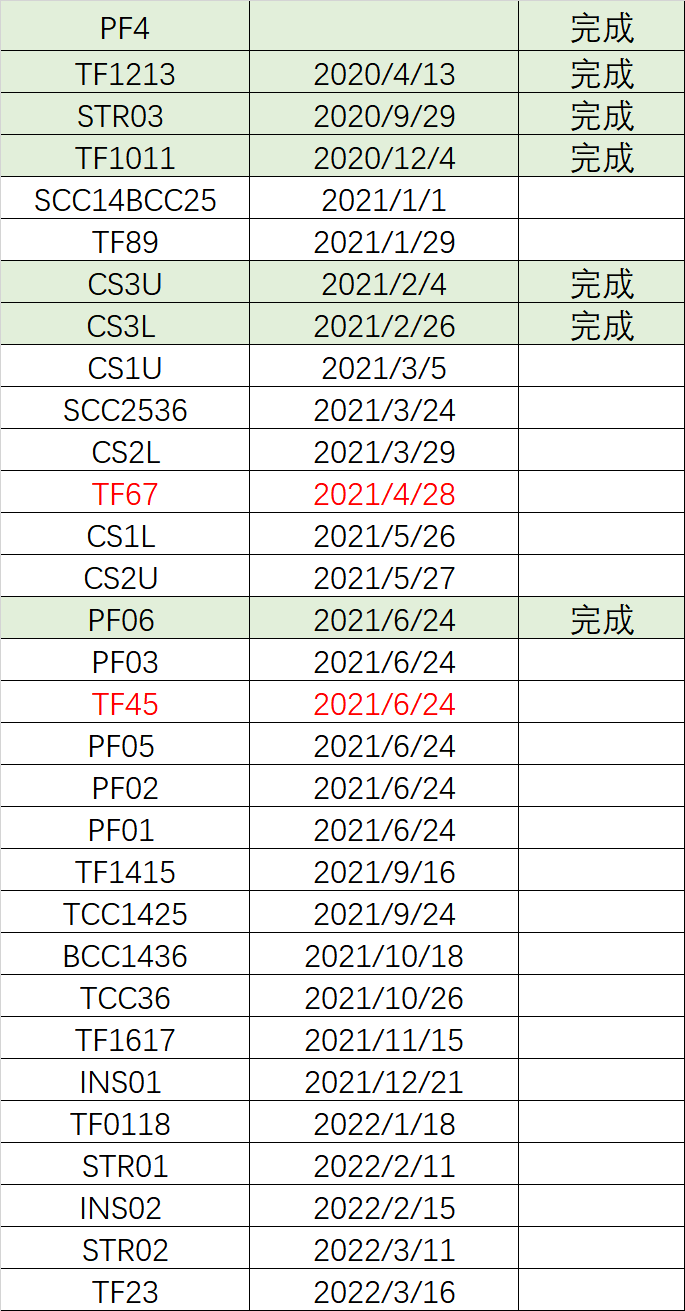 PF4 完成
TF1213 2020/4/13 完成
STR03 2020/9/29 完成
TF1011 2020/12/4 完成
SCC14BCC25 2021/1/1
TF89 2021/1/29
CS3U 2021/2/4 完成
CS3L 2021/2/26 完成
CS1U 2021/3/5
SCC2536 2021/3/24
CS2L 2021/3/29
TF67 2021/4/28
CS1L 2021/5/26
CS2U 2021/5/27
PF06 2021/6/24 完成
PF03 2021/6/24
TF45 2021/6/24
PF05 2021/6/24
PF02 2021/6/24
PF01 2021/6/24
TF1415 2021/9/16
TCC1425 2021/9/24
BCC1436 2021/10/18
TCC36 2021/10/26
TF1617 2021/11/15
INS01 2021/12/21
TF0118 2022/1/18
STR01 2022/2/11
INS02 2022/2/15
STR02 2022/3/11
TF23 2022/3/16